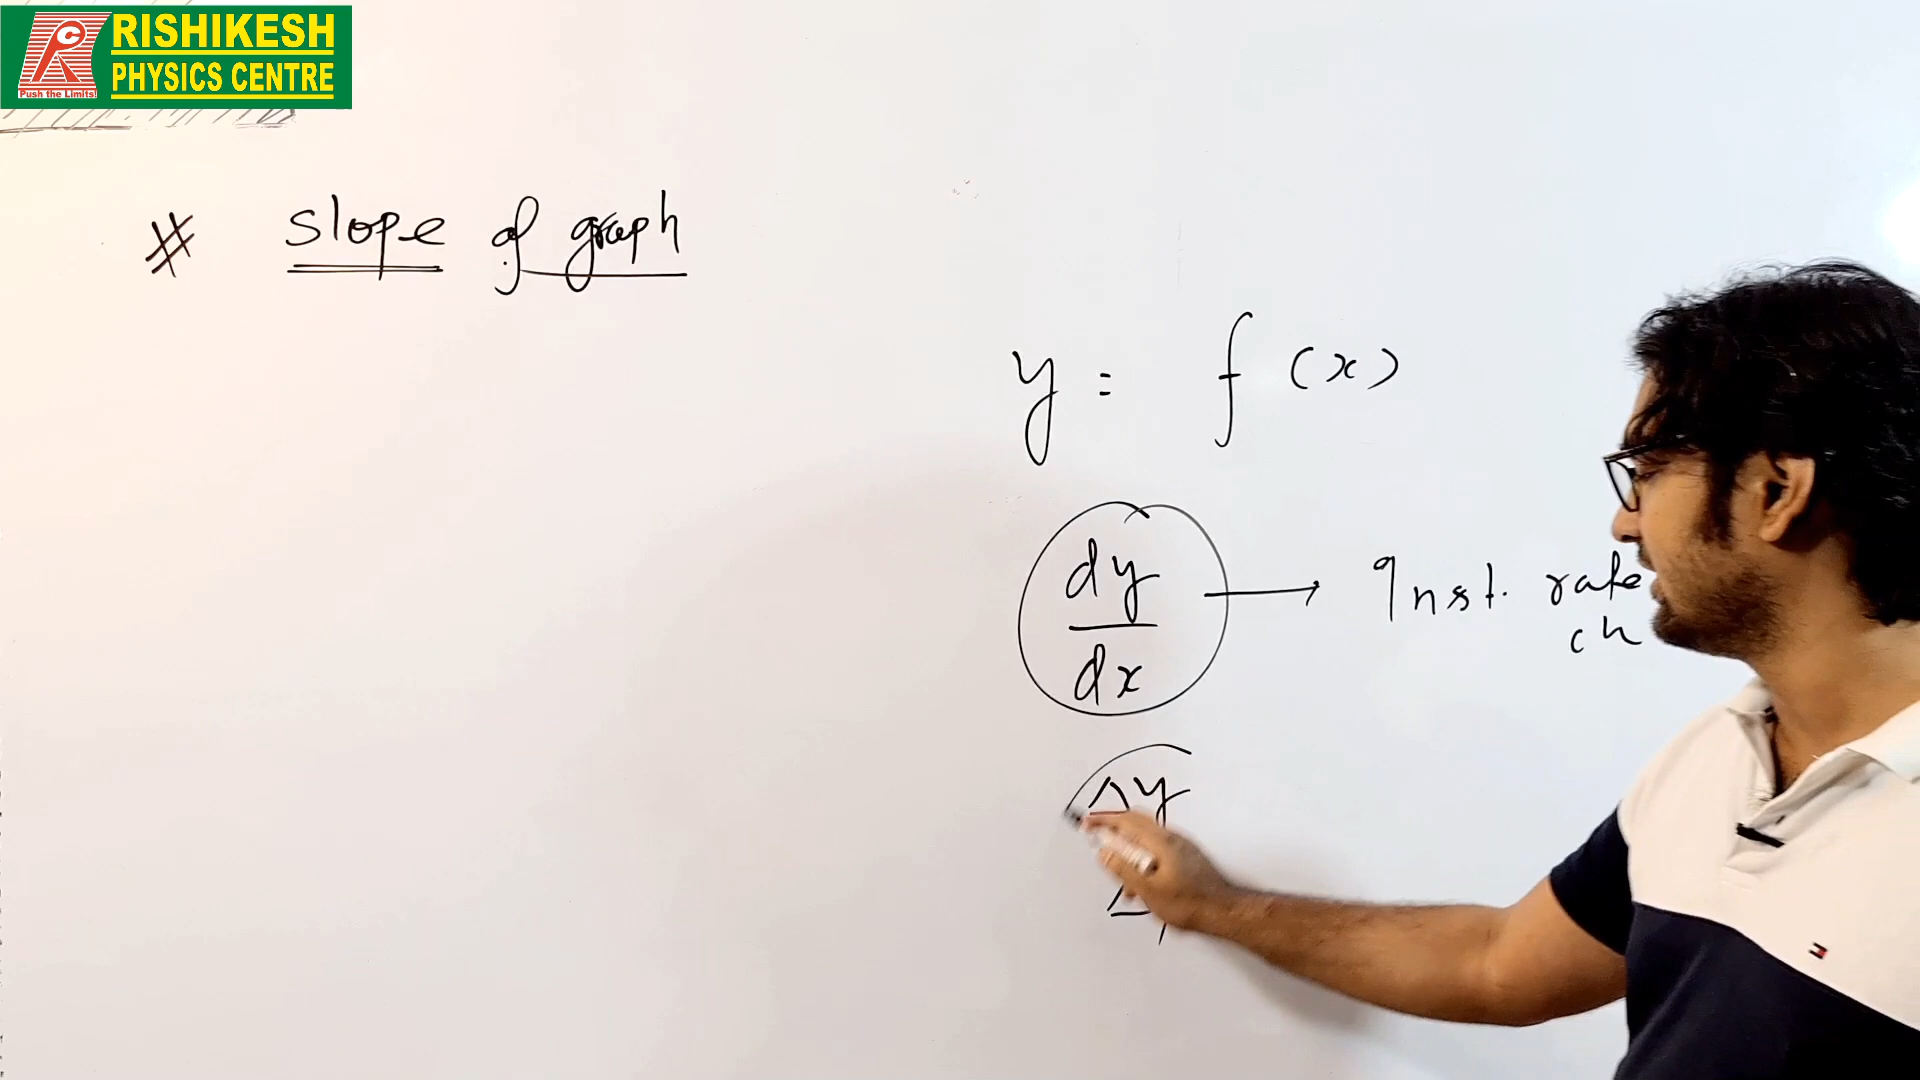 RISHIKESH
PHYSICS CENTRE
Push the Limits!
# slope of graph
y = f (x)
dy
dx
→ Inst. rate
ch
Δy
Δ